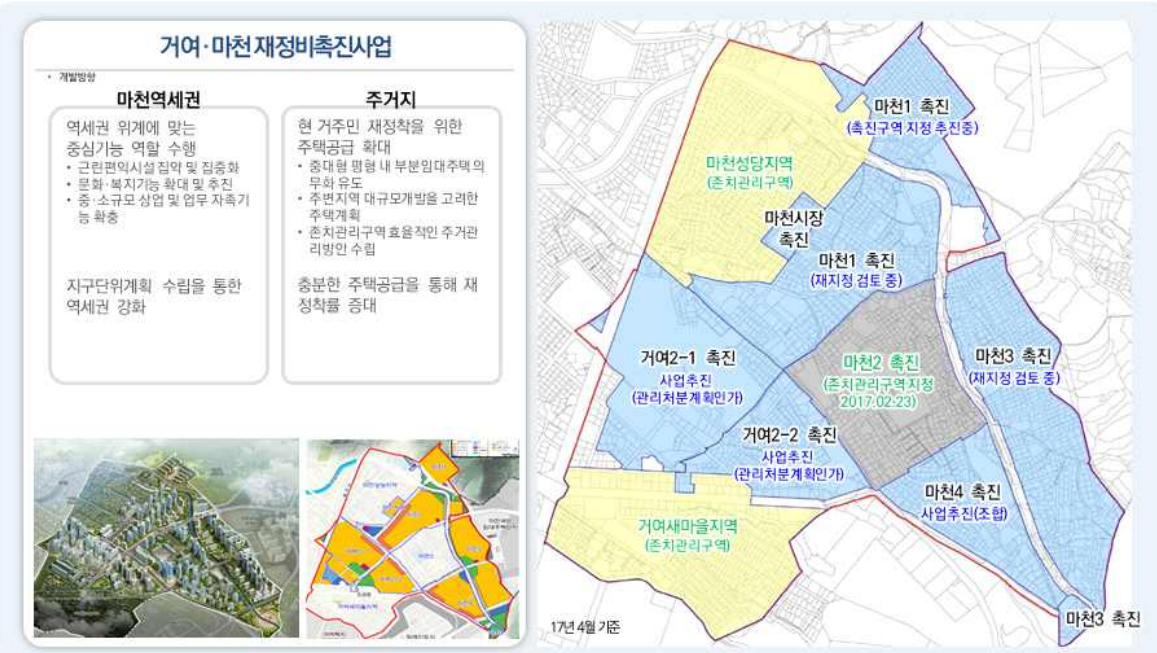 거여·마천 재정비촉진사업
• 개발방향
마천역세권
역세권 위계에 맞는
중심기능 역할 수행
• 근린편익시설 집약 및 집중화
• 문화·복지기능 확대 및 추진
• 중·소규모 상업 및 업무 자족기
능 확충
지구단위계획 수립을 통한
역세권 강화
주거지
현 거주민 재정착을 위한
주택공급 확대
• 중대형 평형 내 부분임대주택 의
무화 유도
• 주변지역 대규모개발을 고려한
주택계획
• 존치관리구역 효율적인 주거관
리방안 수립
충분한 주택공급을 통해 재
정착률 증대
마천1 촉진
(촉진구역 지정 추진중)
마천성당지역
(존치관리구역)
마천시장
촉진
마천1 촉진
(재지정 검토 중)
거여2-1 촉진
사업추진
(관리처분계획인가)
마천2 촉진
(존치관리구역 지정
2017.02.23)
마천3 촉진
(재지정 검토 중)
거여2-2 촉진
사업추진
(관리처분계획인가)
마천4 촉진
사업추진(조합)
거여새마을지역
(존치관리구역)
마천3 촉진
17년 4월 기준